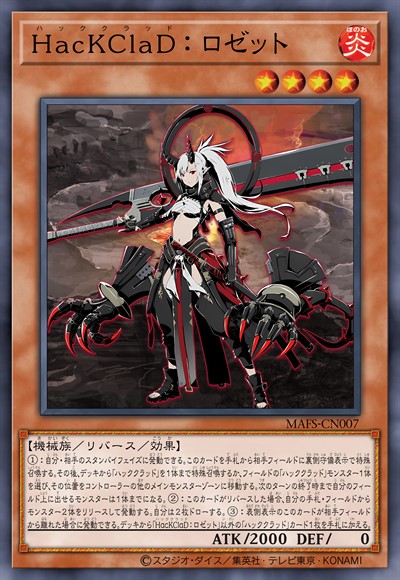 ハッククラッド
HacKClaD：ロゼット
ほのお
炎
MAFS-CN007
【機械族／リバース／効果】
①：自分・相手のスタンバイフェイズに発動できる。このカードを手札から相手フィールドに裏側守備表示で特殊
召喚する。その後、デッキから「ハッククラッド」を1体まで特殊召喚するか、フィールドの「ハッククラッド」モンスター1体
を選び、その位置をコントローラーの他のメインモンスターゾーンに移動する。次のターンの終了時まで自分のフィー
ルド上に出せるモンスターは1体までになる。②：このカードがリバースした場合、自分の手札・フィールドから
モンスター2体をリリースして発動する。自分は2枚ドローする。③：表側表示のこのカードが相手フィールドか
ら離れた場合に発動できる。デッキから「HacKClaD：ロゼット」以外の「ハッククラッド」カード1枚を手札に加える。
ATK/2000 DEF/ 0
©スタジオ・ダイス／集英社・テレビ東京・KONAMI